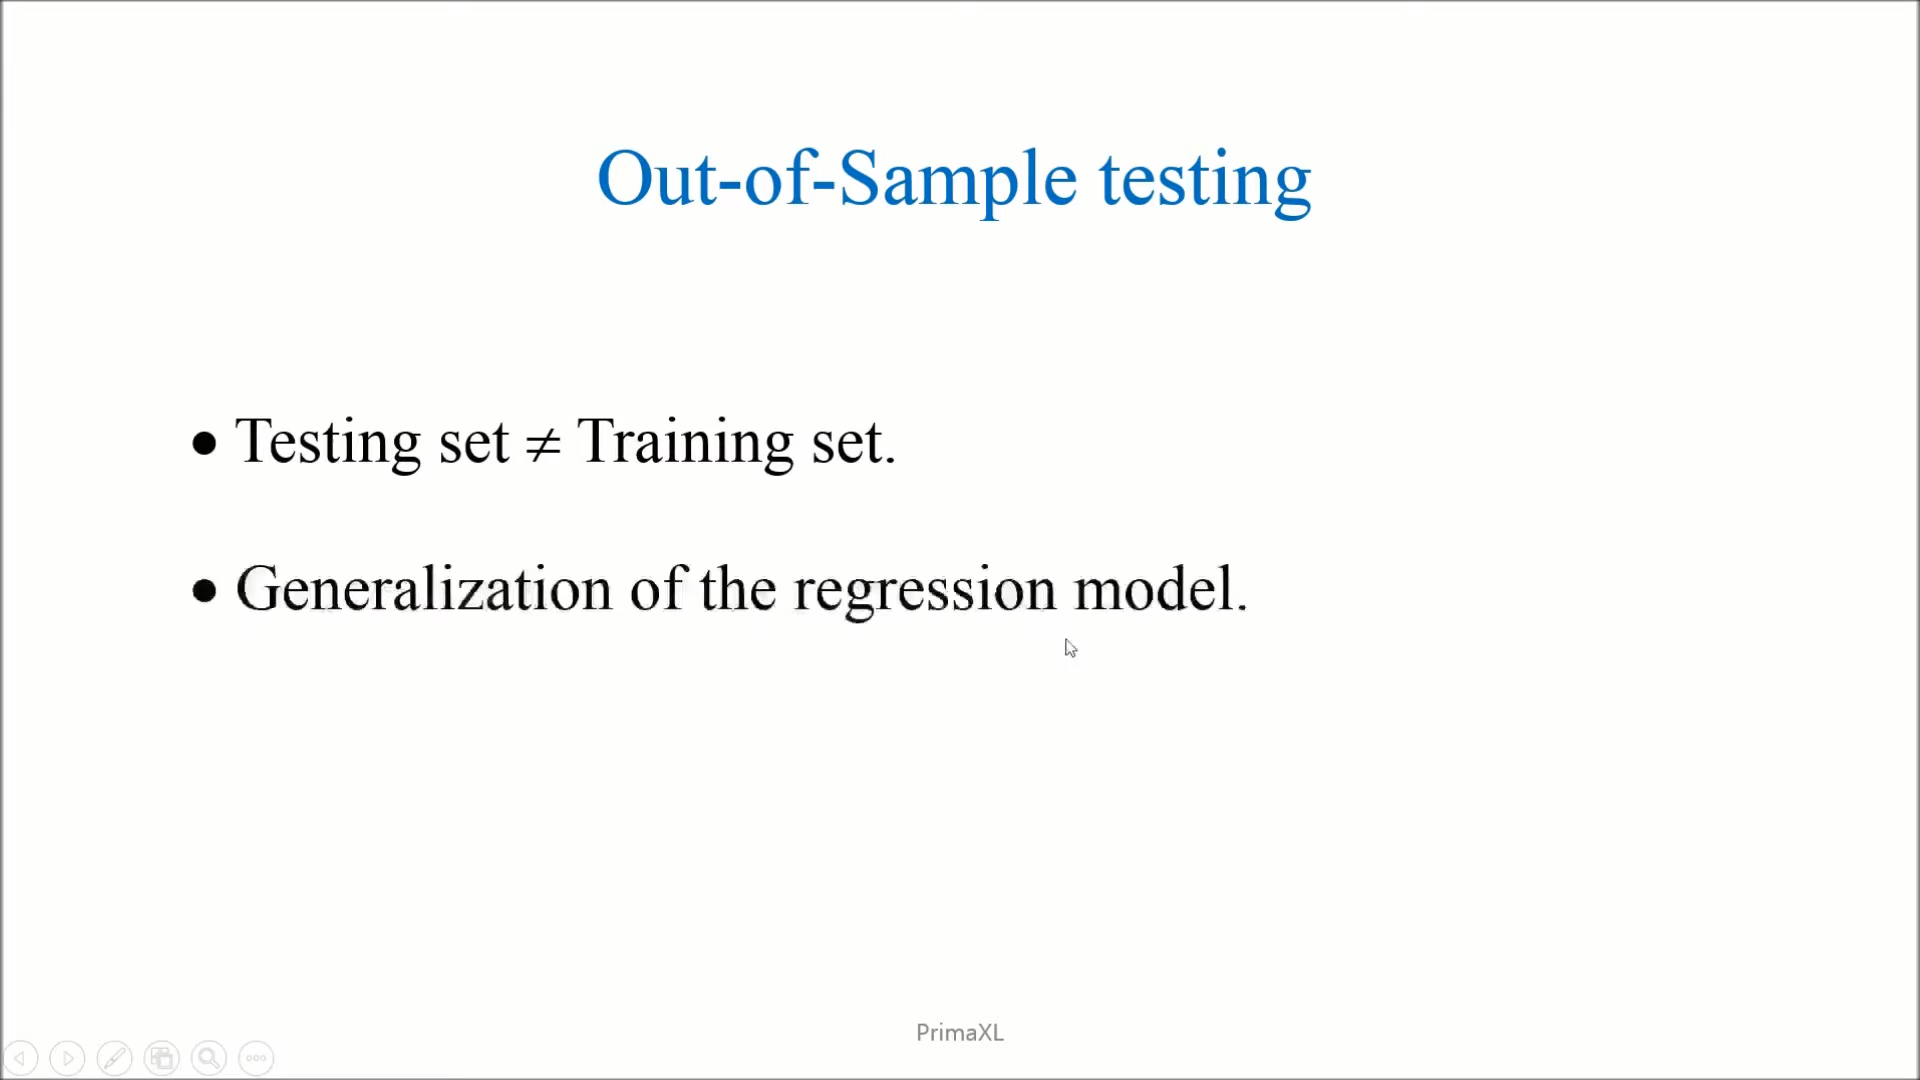 Out-of-Sample testing
• Testing set ≠ Training set.
• Generalization of the regression model.
PrimaXL